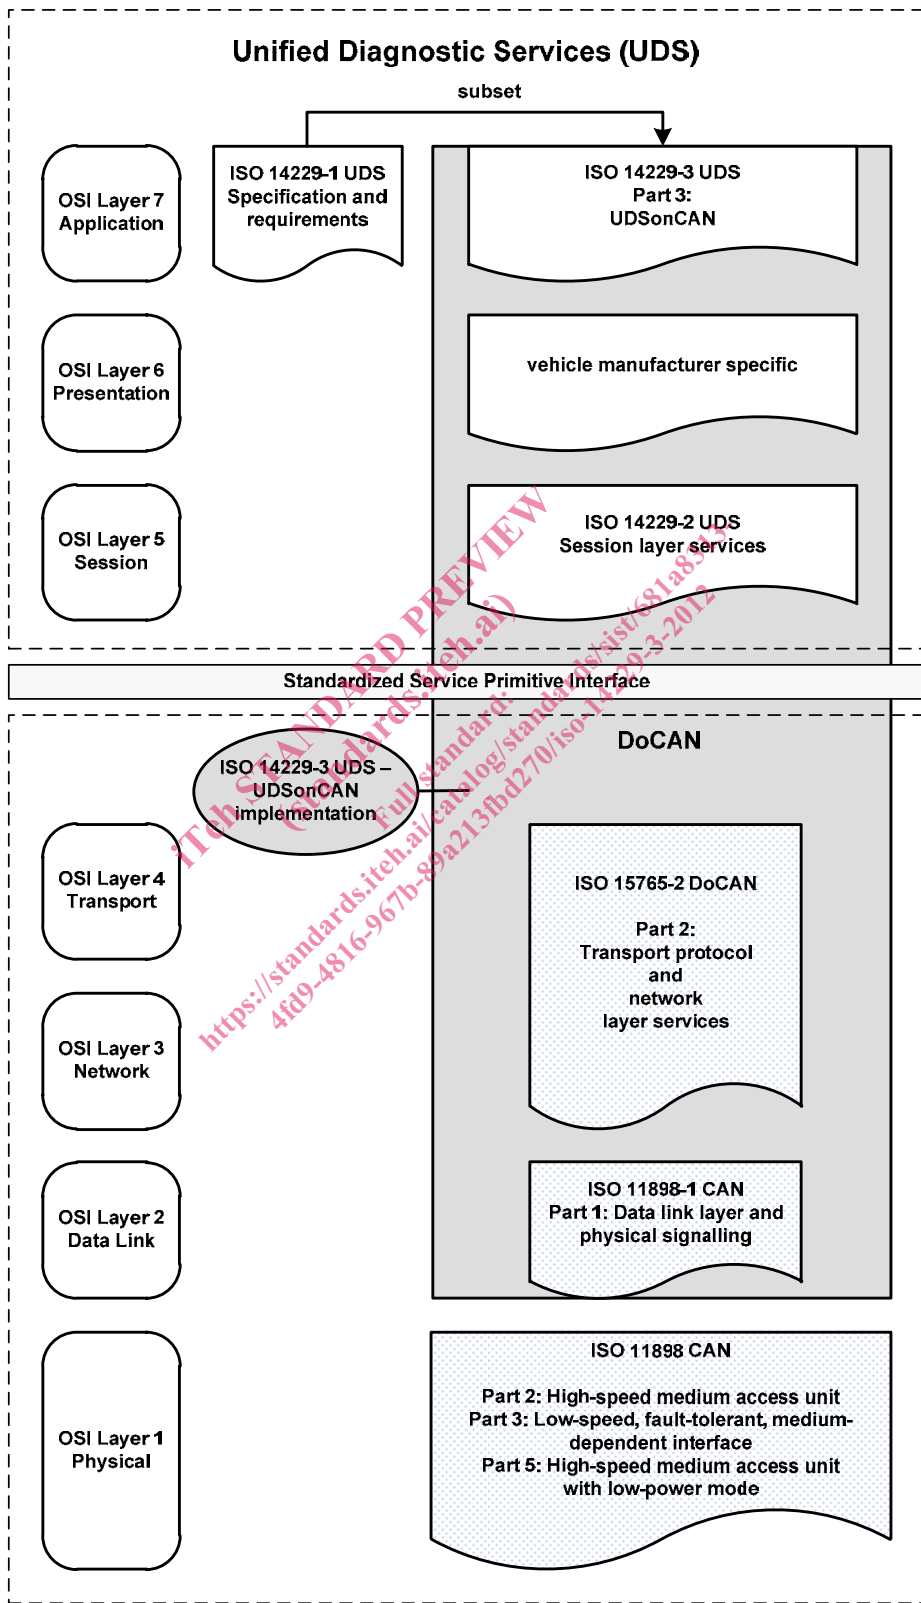 Unified Diagnostic Services (UDS)
subset
OSI Layer 7
Application
ISO 14229-1 UDS
Specification and
requirements
ISO 14229-3 UDS
Part 3:
UDSonCAN
OSI Layer 6
Presentation
vehicle manufacturer specific
OSI Layer 5
Session
ISO 14229-2 UDS
Session layer services
Standardized Service Primitive Interface
DoCAN
ISO 14229-3 UDS –
UDSonCAN
implementation
OSI Layer 4
Transport
ISO 15765-2 DoCAN
Part 2:
Transport protocol
and
network
layer services
OSI Layer 3
Network
OSI Layer 2
Data Link
ISO 11898-1 CAN
Part 1: Data link layer and
physical signalling
OSI Layer 1
Physical
ISO 11898 CAN
Part 2: High-speed medium access unit
Part 3: Low-speed, fault-tolerant, medium-
dependent interface
Part 5: High-speed medium access unit
with low-power mode
iTeh STANDARD PREVIEW
(standards.iteh.ai)
Full standard:
https://standards.iteh.ai/catalog/standards/sist/681a8313-
4fd9-4816-967b-89a213fbd270/iso-14229-3-2012